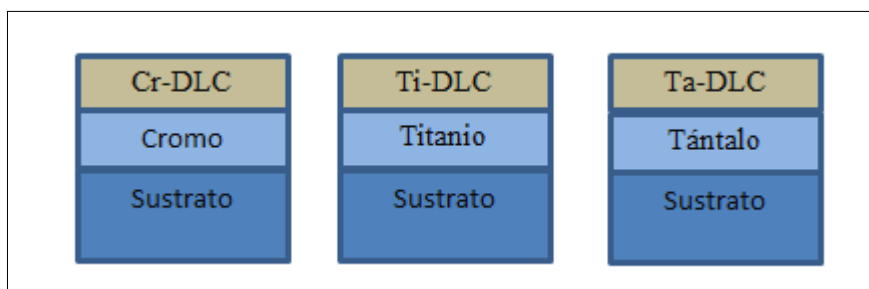 Cr-DLC
Cromo
Sustrato
Ti-DLC
Titanio
Sustrato
Ta-DLC
Tántalo
Sustrato